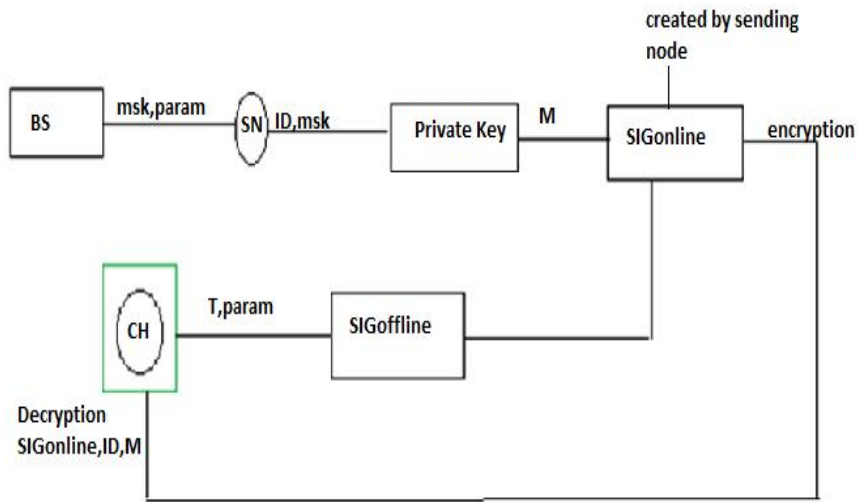 created by sending
node
BS
msk,param
SN
ID,msk
Private Key
M
SIGonline
encryption
CH
T,param
SIGoffline
Decryption
SIGonline,ID,M